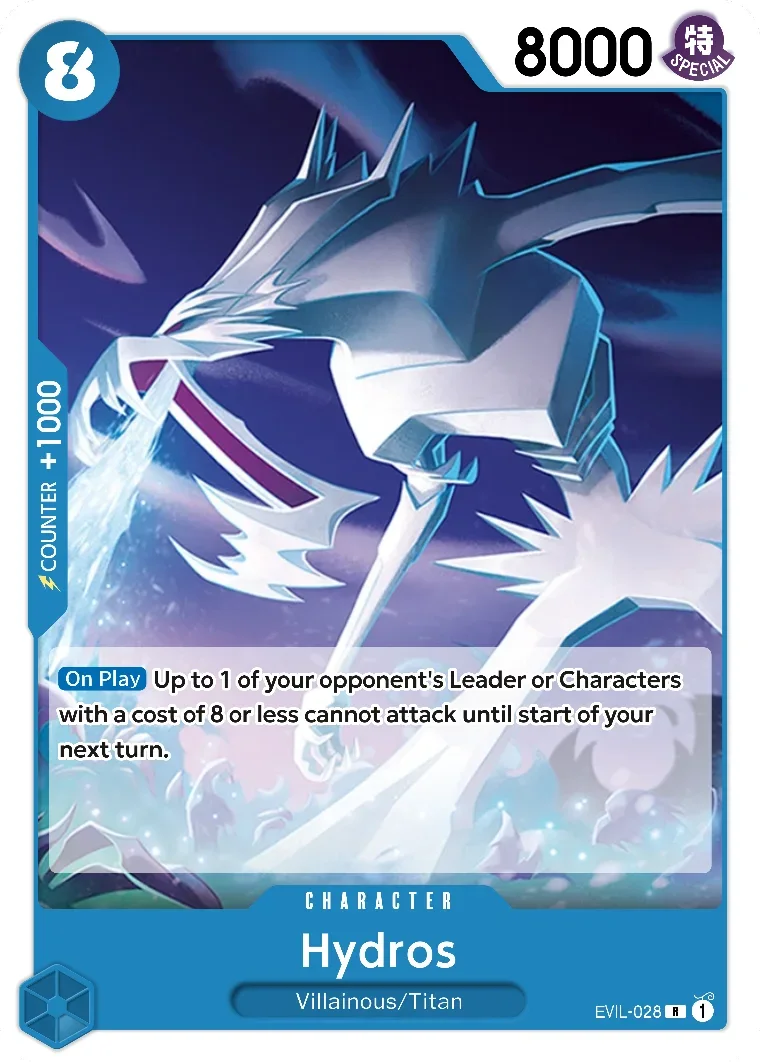 8
8000
特
SPECIAL
COUNTER +1000
On Play Up to 1 of your opponent's Leader or Characters
with a cost of 8 or less cannot attack until start of your
next turn.
CHARACTER
Hydros
Villainous/Titan
EVIL-028 R 1